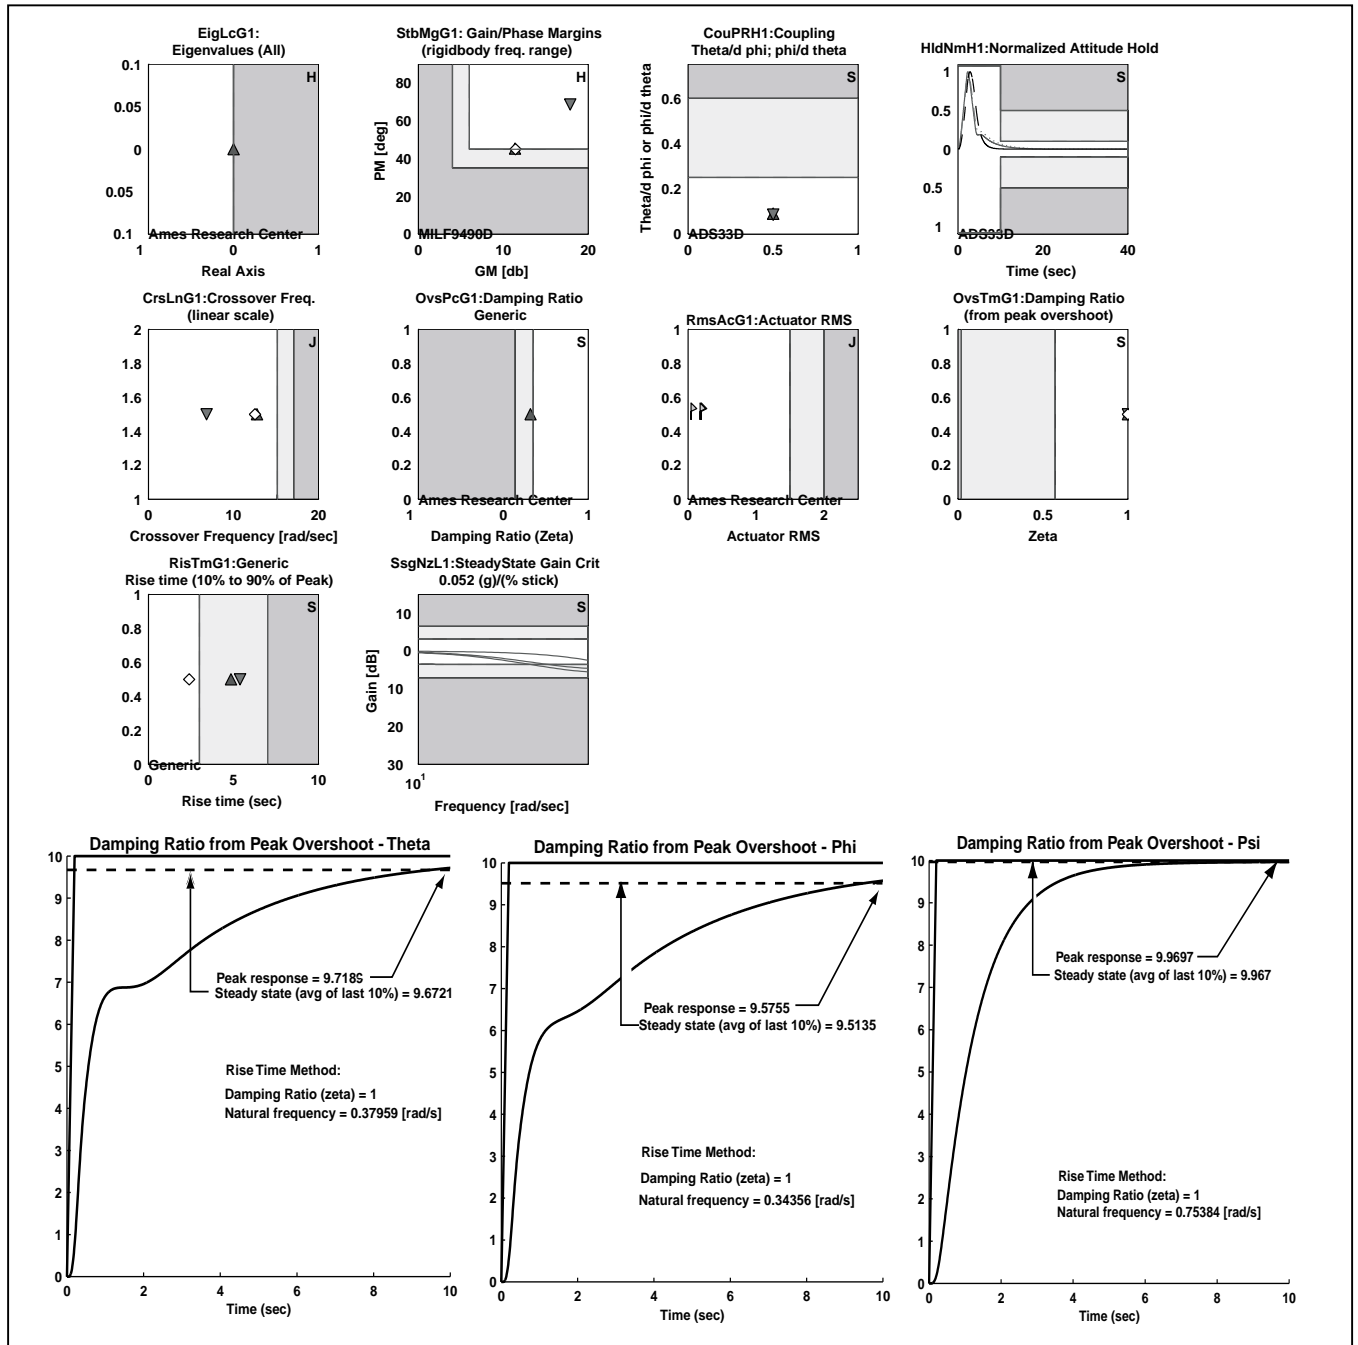 EigLcG1:
Eigenvalues (All)
0.1
0.05
0
0.05
0.1
H
Ames Research Center
1 0 1
Real Axis
StbMgG1: Gain/Phase Margins
(rigidbody freq. range)
80
60
40
20
0
PM [deg]
H
MILF9490D
0 10 20
GM [db]
CouPRH1:Coupling
Theta/d phi; phi/d theta
0.6
0.4
0.2
0
Theta/d phi or phi/d theta
S
ADS33D
0 0.5 1
HldNmH1:Normalized Attitude Hold
1
0.5
0
0.5
1
S
ADS33D
0 20 40
Time (sec)
CrsLnG1:Crossover Freq.
(linear scale)
2
1.8
1.6
1.4
1.2
1
J
0 10 20
Crossover Frequency [rad/sec]
OvsPcG1:Damping Ratio
Generic
1
0.8
0.6
0.4
0.2
0
S
Ames Research Center
1 0 1
Damping Ratio (Zeta)
RmsAcG1:Actuator RMS
1
0.8
0.6
0.4
0.2
0
J
Ames Research Center
0 1 2
Actuator RMS
OvsTmG1:Damping Ratio
(from peak overshoot)
1
0.8
0.6
0.4
0.2
0
S
0 0.5 1
Zeta
RisTmG1:Generic
Rise time (10% to 90% of Peak)
1
0.8
0.6
0.4
0.2
0
S
Generic
0 5 10
Rise time (sec)
SsgNzL1:SteadyState Gain Crit
0.052 (g)/(% stick)
10
0
10
20
30
Gain [dB]
S
10¹
Frequency [rad/sec]
Damping Ratio from Peak Overshoot - Theta
10
9
8
7
6
5
4
3
2
1
0
Peak response = 9.7189
Steady state (avg of last 10%) = 9.6721
Rise Time Method:
Damping Ratio (zeta) = 1
Natural frequency = 0.37959 [rad/s]
0 2 4 6 8 10
Time (sec)
Damping Ratio from Peak Overshoot - Phi
10
9
8
7
6
5
4
3
2
1
0
Peak response = 9.5755
Steady state (avg of last 10%) = 9.5135
Rise Time Method:
Damping Ratio (zeta) = 1
Natural frequency = 0.34356 [rad/s]
0 2 4 6 8 10
Time (sec)
Damping Ratio from Peak Overshoot - Psi
10
9
8
7
6
5
4
3
2
1
0
Peak response = 9.9697
Steady state (avg of last 10%) = 9.967
Rise Time Method:
Damping Ratio (zeta) = 1
Natural frequency = 0.75384 [rad/s]
0 2 4 6 8 10
Time (sec)